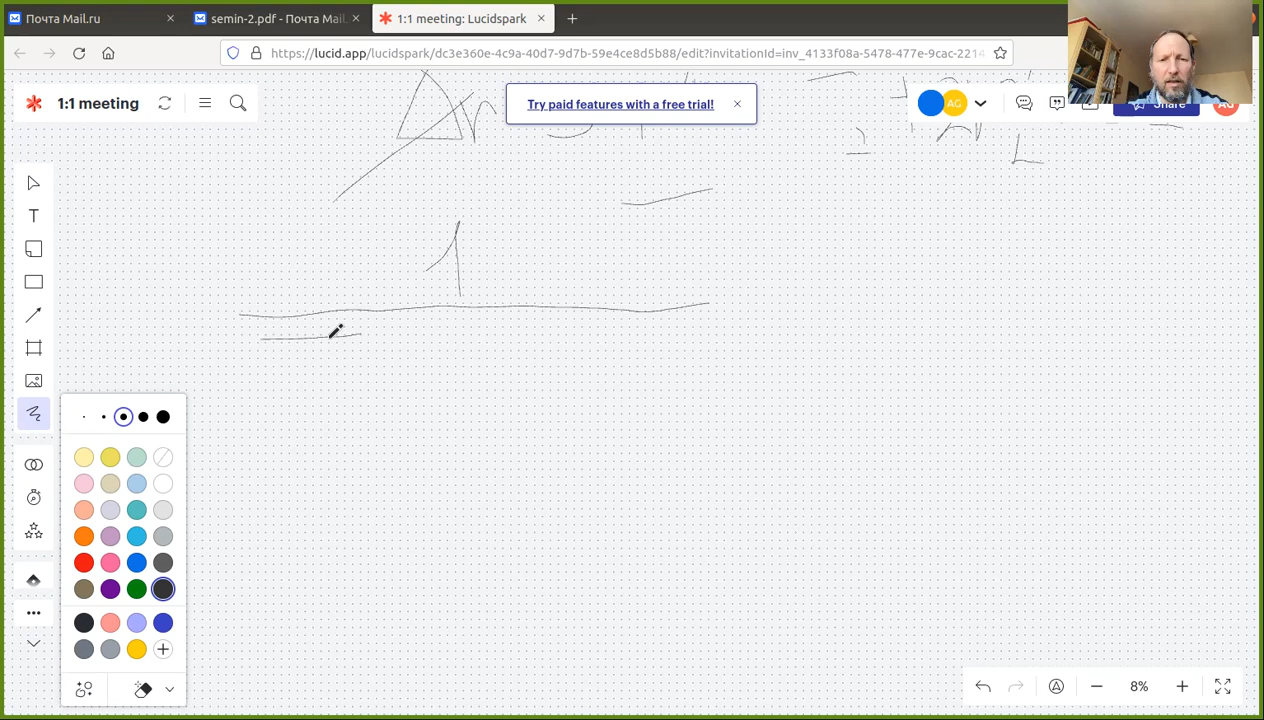 Почта Mail.ru
semin-2.pdf - Почта Mail.
1:1 meeting: Lucidspark
https://lucid.app/lucidspark/dc3e360e-4c9a-40d7-9d7b-59e4ce8d5b88/edit?invitationId=inv_4133f08a-5478-477e-9cac-2214
1:1 meeting
Try paid features with a free trial!
AG
Share
AG
T
1
8%